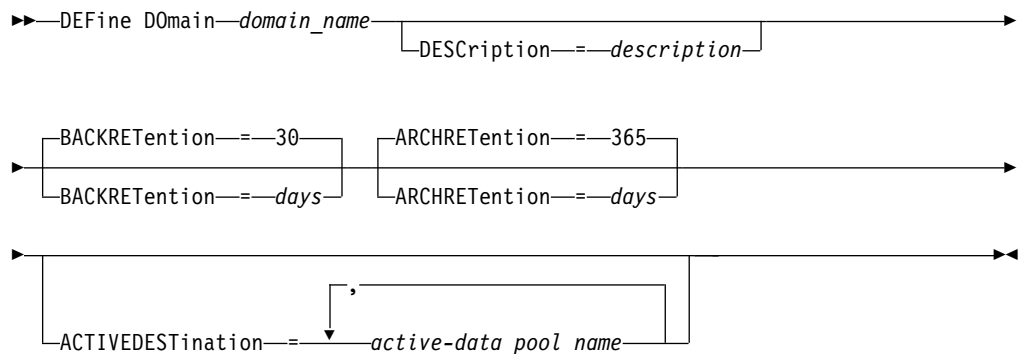 DEFine DOmain domain_name
DESCription = description
BACKRETention = 30 ARCHRETention = 365
BACKRETention = days ARCHRETention = days
,
ACTIVEDESTination = active-data pool name